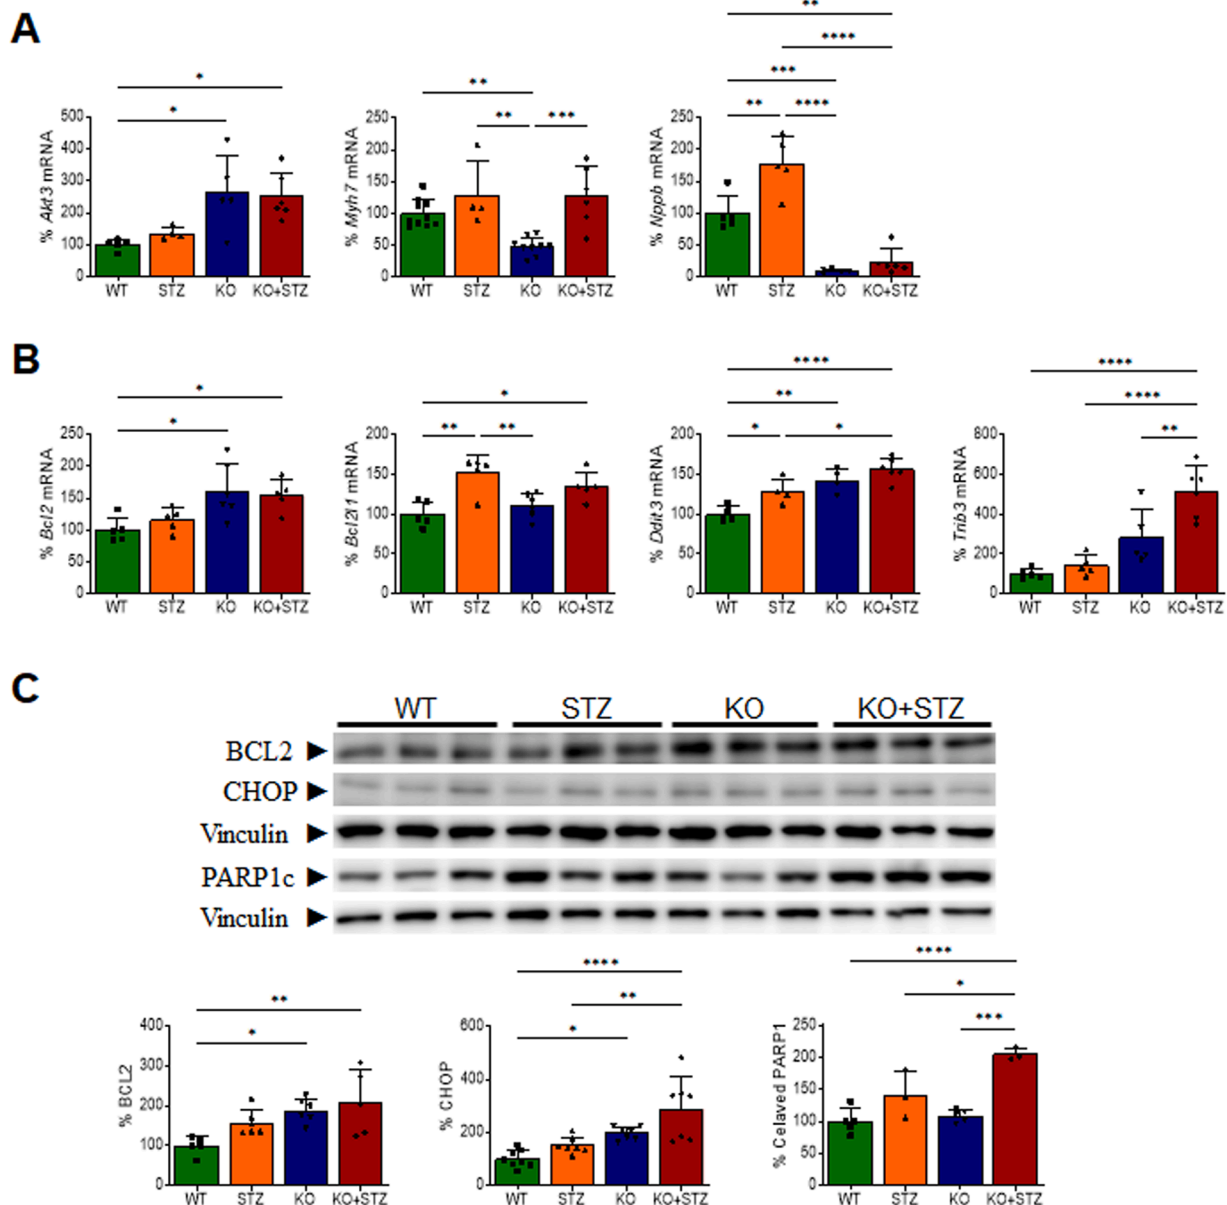 A
** 
****
***
** ****
*
*
** 
** ***
% Akt3 mRNA
500
400
300
200
100
0
WT STZ KO KO+STZ
% Myh7 mRNA
250
200
150
100
50
0
WT STZ KO KO+STZ
% Nppb mRNA
250
200
150
100
50
0
WT STZ KO KO+STZ
B
*
*
% Bcl2 mRNA
250
200
150
100
50
0
WT STZ KO KO+STZ
*
** **
% Bcl2l1 mRNA
200
150
100
50
0
WT STZ KO KO+STZ
****
**
* *
% Ddit3 mRNA
200
150
100
50
0
WT STZ KO KO+STZ
****
****
**
% Trib3 mRNA
800
600
400
200
0
WT STZ KO KO+STZ
C
WT STZ KO KO+STZ
BCL2
CHOP
Vinculin
PARP1c
Vinculin
**
*
% BCL2
400
300
200
100
0
WT STZ KO KO+STZ
****
**
*
% CHOP
600
400
200
0
WT STZ KO KO+STZ
****
*
***
% Celaved PARP1
250
200
150
100
50
0
WT STZ KO KO+STZ